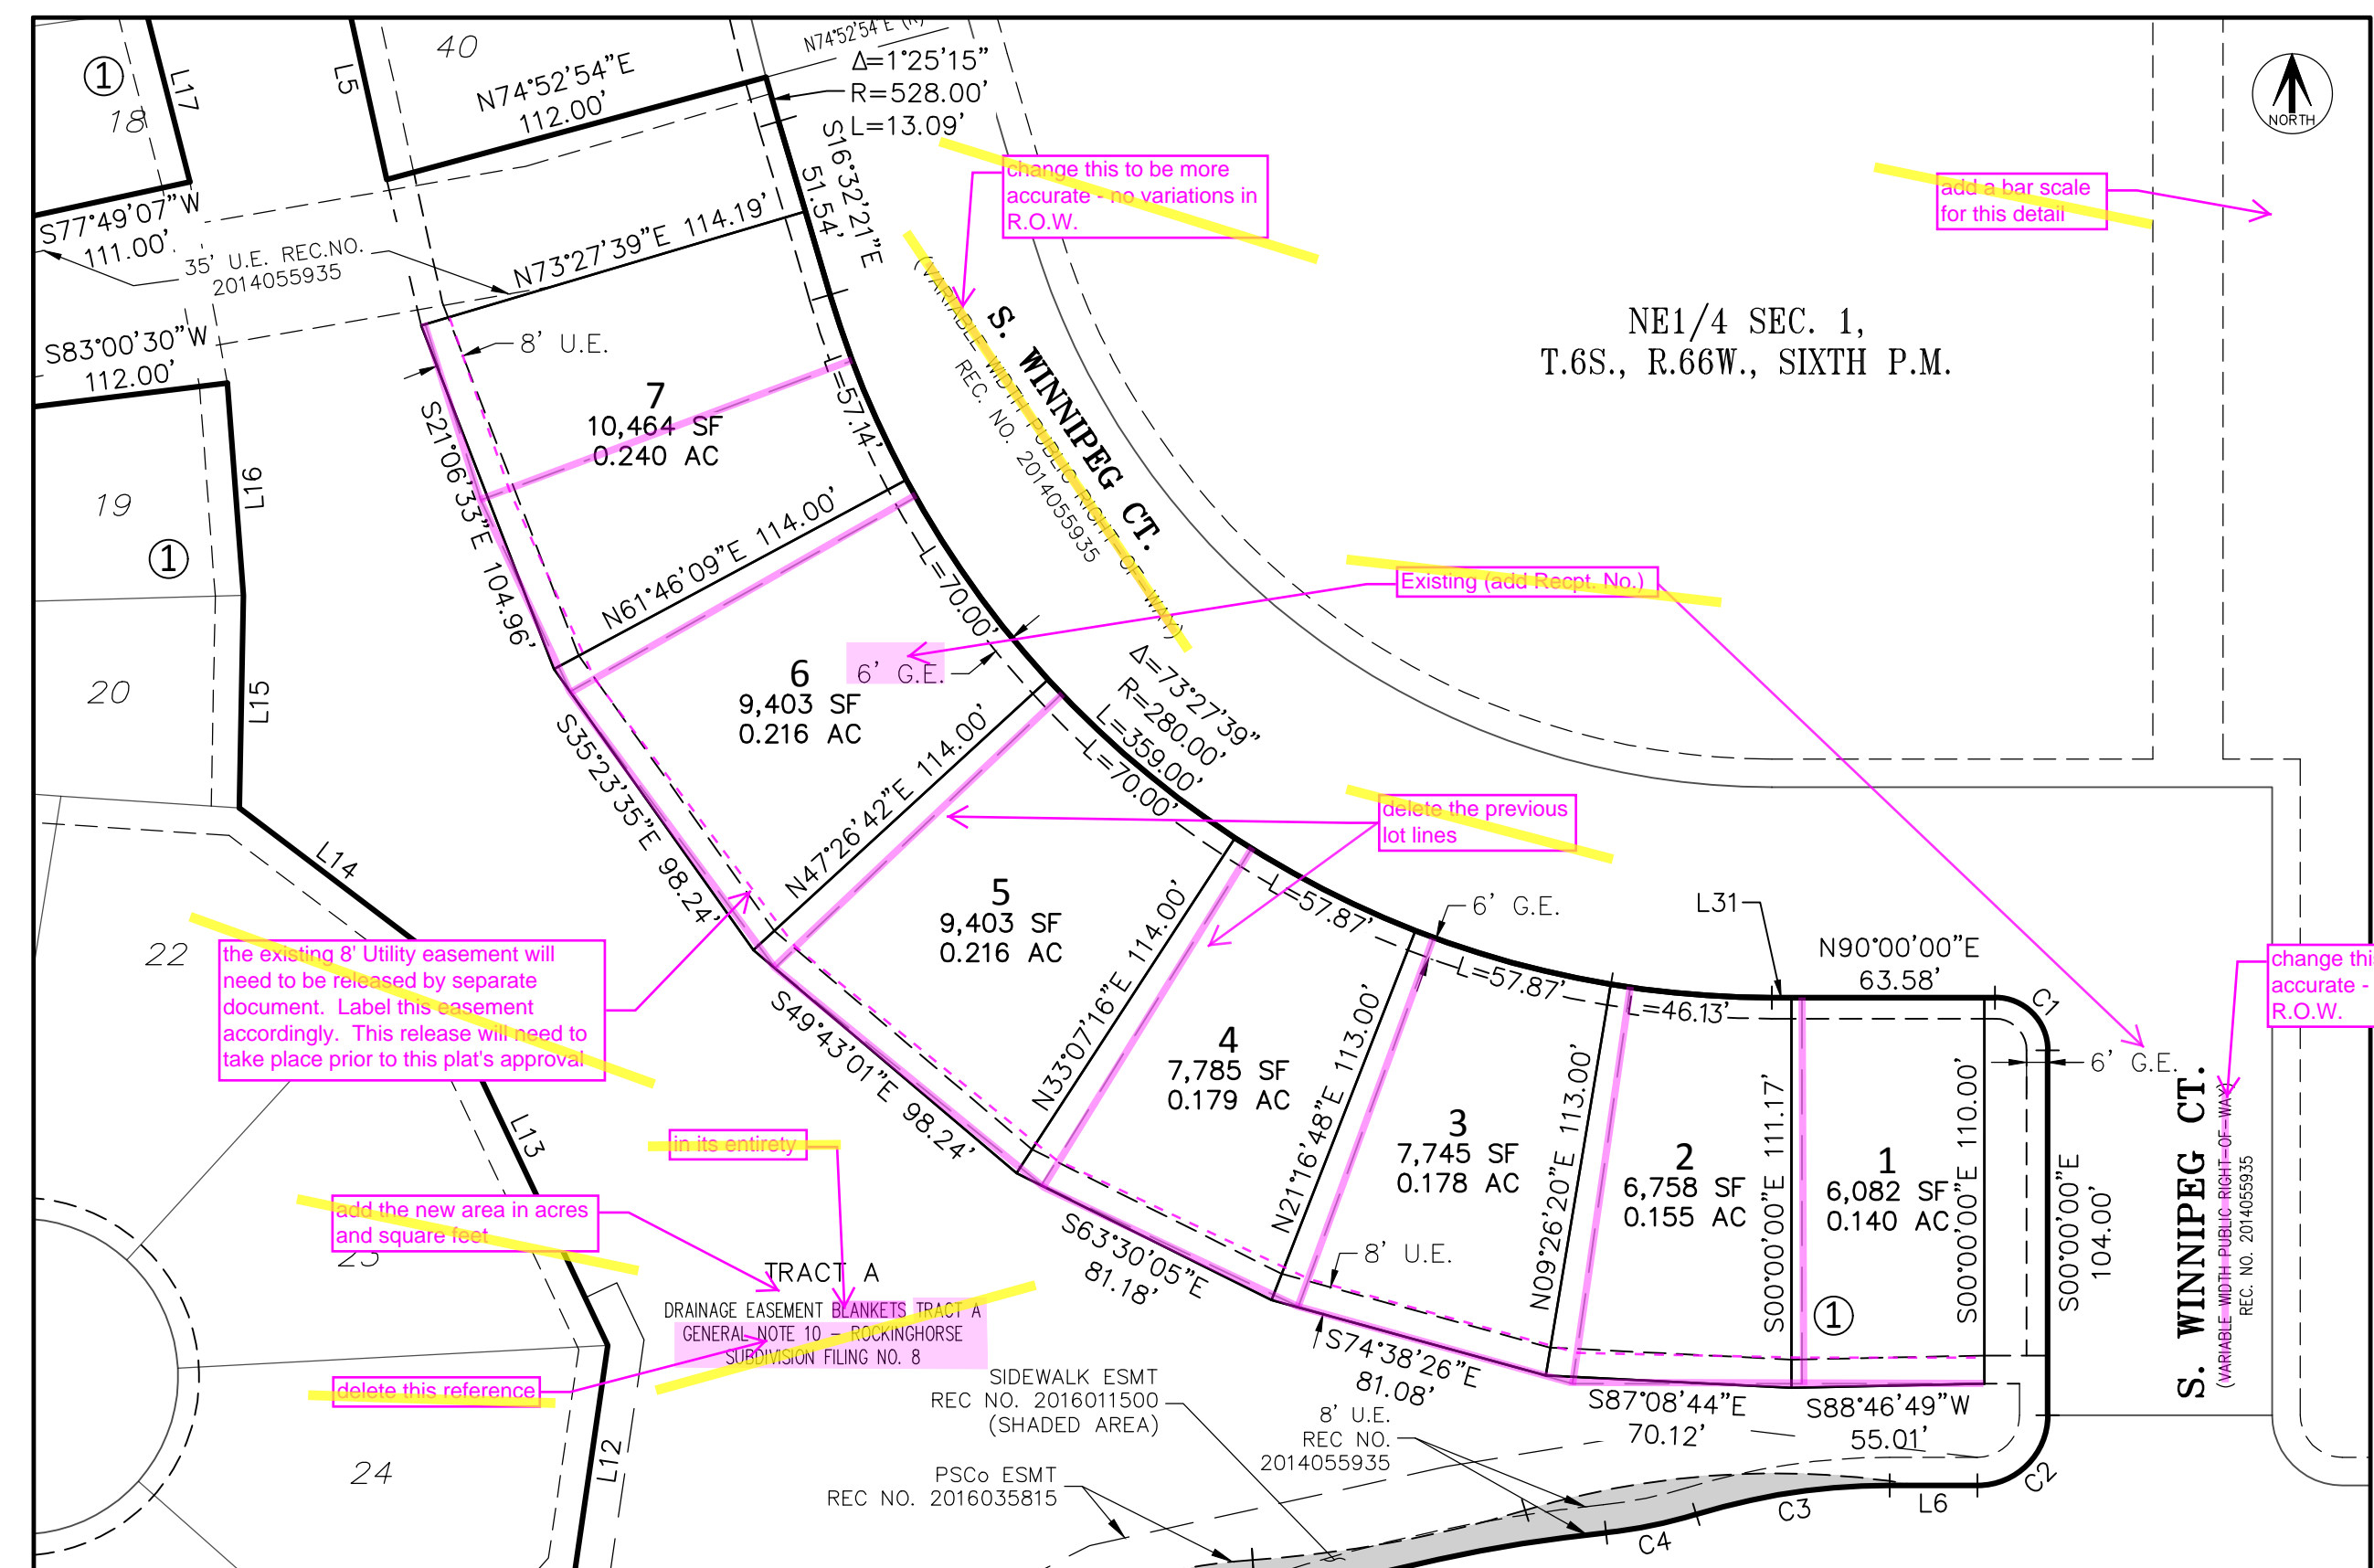 40
N74°52'54"E (R)
①
18
L17
L5
N74°52'54"E
112.00'
Δ=1°25'15"
R=528.00'
L=13.09'
NORTH
S16°32'21"E
51.54'
change this to be more
accurate - no variations in
R.O.W.
add a bar scale
for this detail
S77°49'07"W
111.00'
35' U.E. REC.NO.
2014055935
N73°27'39"E 114.19'
S. WINNIPEG CT.
(VARIABLE WIDTH PUBLIC RIGHT-OF-WAY)
REC. NO. 2014055935
NE1/4 SEC. 1,
T.6S., R.66W., SIXTH P.M.
S83°00'30"W
112.00'
8' U.E.
7
10,464 SF
0.240 AC
L=57.14'
S21°06'33"E 104.96'
19
L16
①
N61°46'09"E 114.00'
L=70.00'
Existing (add Recpt. No.)
6
9,403 SF
0.216 AC
6' G.E.
20
L15
Δ=73°27'39"
R=280.00'
L=359.00'
S35°23'35"E 98.24'
N47°26'42"E 114.00'
L=70.00'
delete the previous
lot lines
L14
5
9,403 SF
0.216 AC
L=57.87'
6' G.E.
L31
N90°00'00"E
63.58'
C1
22
the existing 8' Utility easement will
need to be released by separate
document. Label this easement
accordingly. This release will need to
take place prior to this plat's approval
N33°07'16"E 114.00'
L=57.87'
L=46.13'
change thi
accurate -
R.O.W.
S49°43'01"E 98.24'
4
7,785 SF
0.179 AC
N21°16'48"E 113.00'
6' G.E.
L13
in its entirety
3
7,745 SF
0.178 AC
N09°26'20"E 113.00'
2
6,758 SF
0.155 AC
S00°00'00"E 111.17'
1
6,082 SF
0.140 AC
S00°00'00"E 110.00'
S00°00'00"E
104.00'
S. WINNIPEG CT.
(VARIABLE WIDTH PUBLIC RIGHT-OF-WAY)
REC. NO. 2014055935
add the new area in acres
and square feet
23
S63°30'05"E
81.18'
8' U.E.
TRACT A
DRAINAGE EASEMENT BLANKETS TRACT A
GENERAL NOTE 10 - ROCKINGHORSE
SUBDIVISION FILING NO. 8
①
S74°38'26"E
81.08'
delete this reference
SIDEWALK ESMT
REC NO. 2016011500
(SHADED AREA)
8' U.E.
REC NO.
2014055935
S87°08'44"E
70.12'
S88°46'49"W
55.01'
24
L12
PSCo ESMT
REC NO. 2016035815
C2
L6
C3
C4